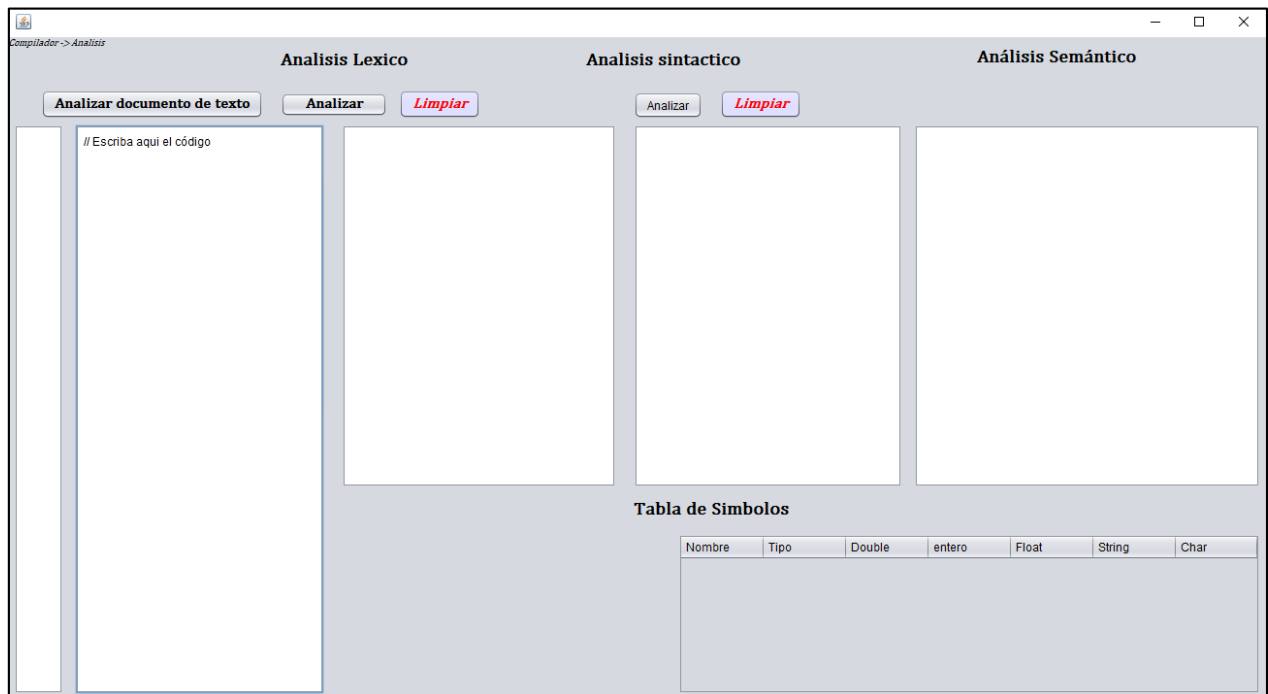 Compilador -> Analisis
Analisis Lexico
Analisis sintactico
Análisis Semántico
Analizar documento de texto
Analizar
Limpiar
Analizar
Limpiar
// Escriba aqui el código
Tabla de Simbolos
Nombre Tipo Double entero Float String Char